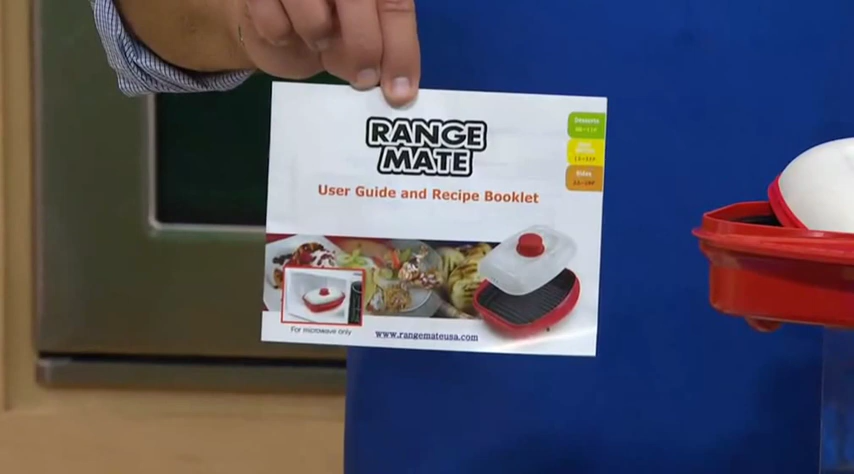 RANGE
MATE
User Guide and Recipe Booklet
Desserts
Sides
For microwave only
www.rangemateusa.com